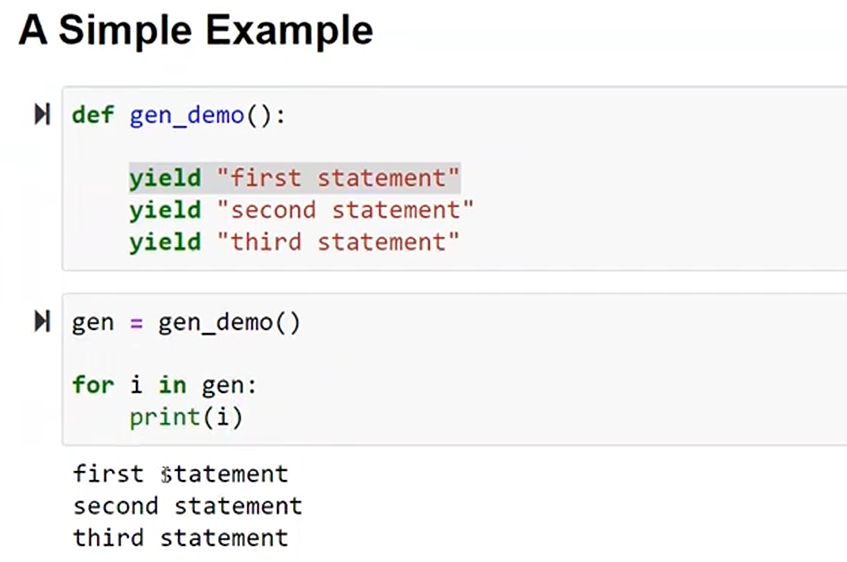 A Simple Example
def gen_demo():
yield "first statement"
yield "second statement"
yield "third statement"
gen = gen_demo()
for i in gen:
print(i)
first statement
second statement
third statement